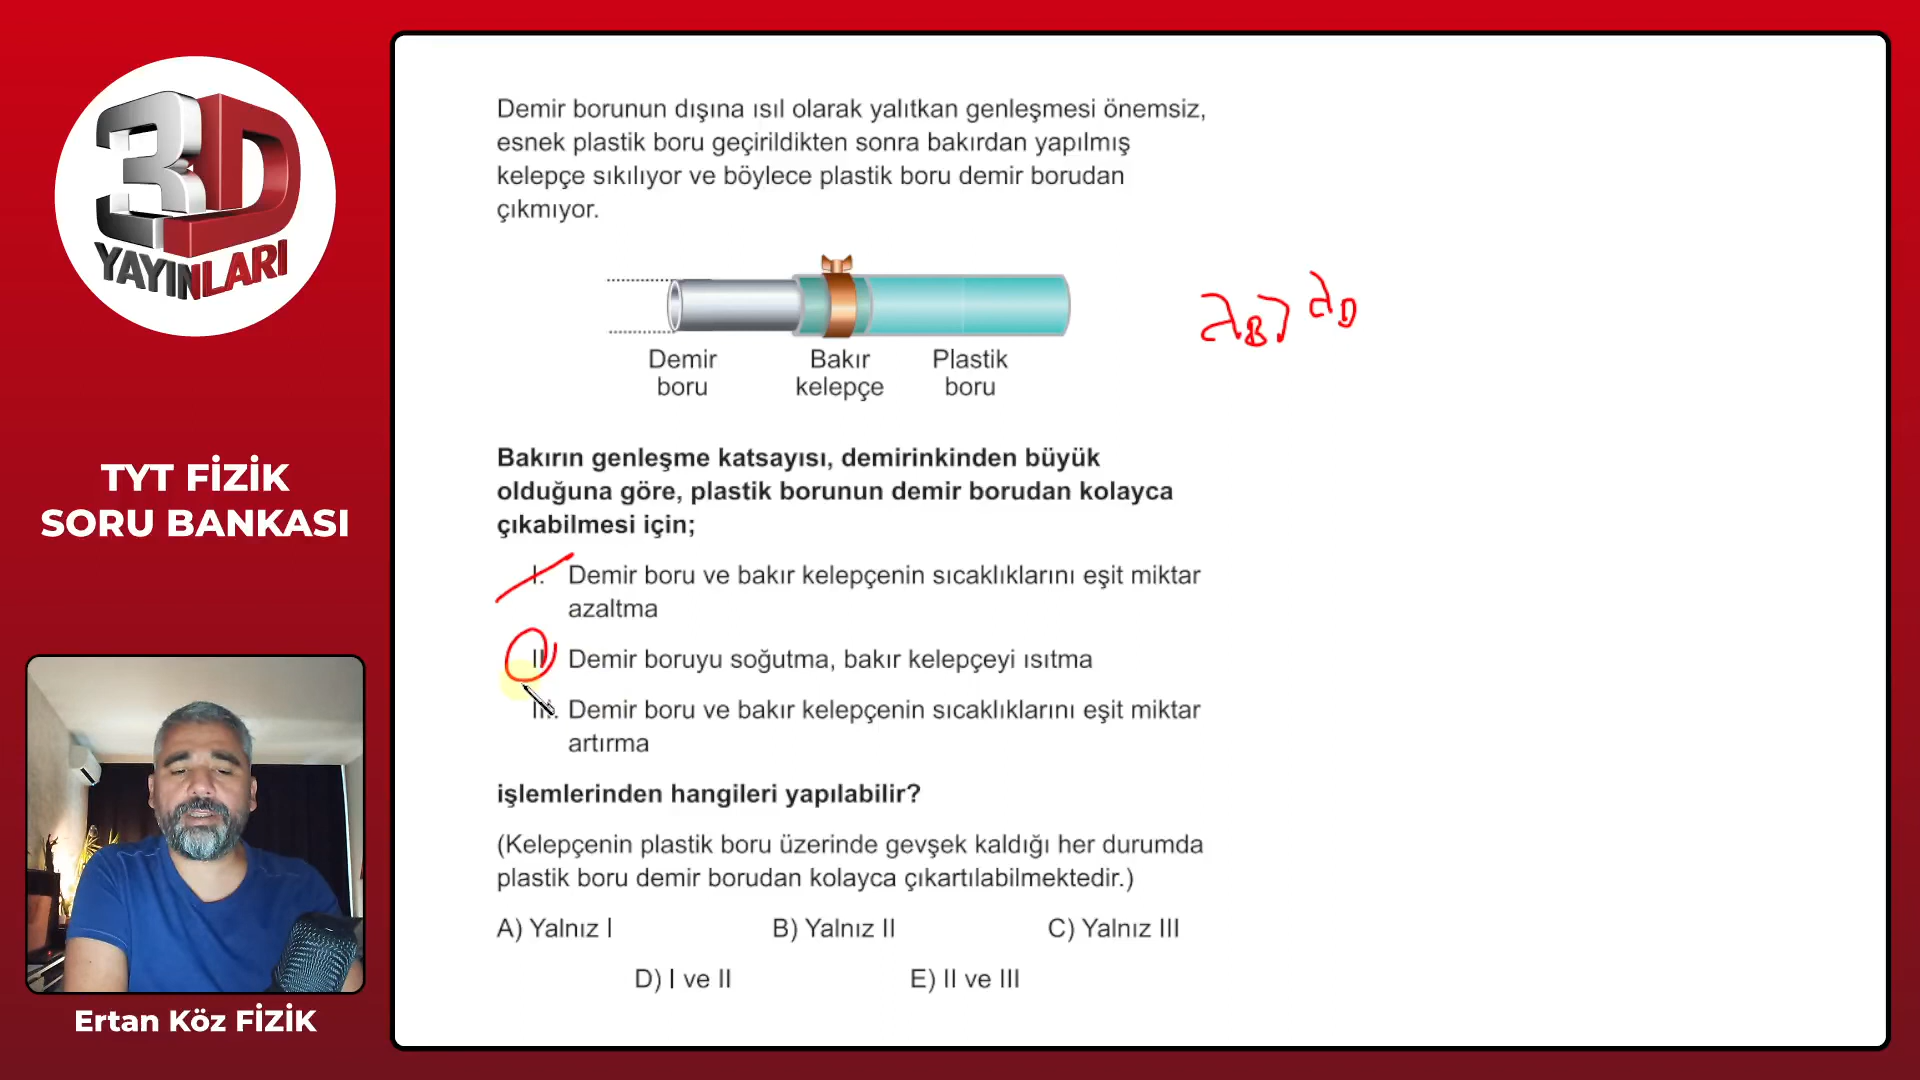 3D
YAYINLARI
TYT FİZİK
SORU BANKASI
Ertan Köz FİZİK
Demir borunun dışına ısıl olarak yalıtkan genleşmesi önemsiz,
esnek plastik boru geçirildikten sonra bakırdan yapılmış
kelepçe sıkılıyor ve böylece plastik boru demir borudan
çıkmıyor.
Demir boru
Bakır kelepçe
Plastik boru
λB > λD
Bakırın genleşme katsayısı, demirinkinden büyük
olduğuna göre, plastik borunun demir borudan kolayca
çıkabilmesi için;
I. Demir boru ve bakır kelepçenin sıcaklıklarını eşit miktar
azaltma
II. Demir boruyu soğutma, bakır kelepçeyi ısıtma
III. Demir boru ve bakır kelepçenin sıcaklıklarını eşit miktar
artırma
işlemlerinden hangileri yapılabilir?
(Kelepçenin plastik boru üzerinde gevşek kaldığı her durumda
plastik boru demir borudan kolayca çıkartılabilmektedir.)
A) Yalnız I B) Yalnız II C) Yalnız III
D) I ve II E) II ve III